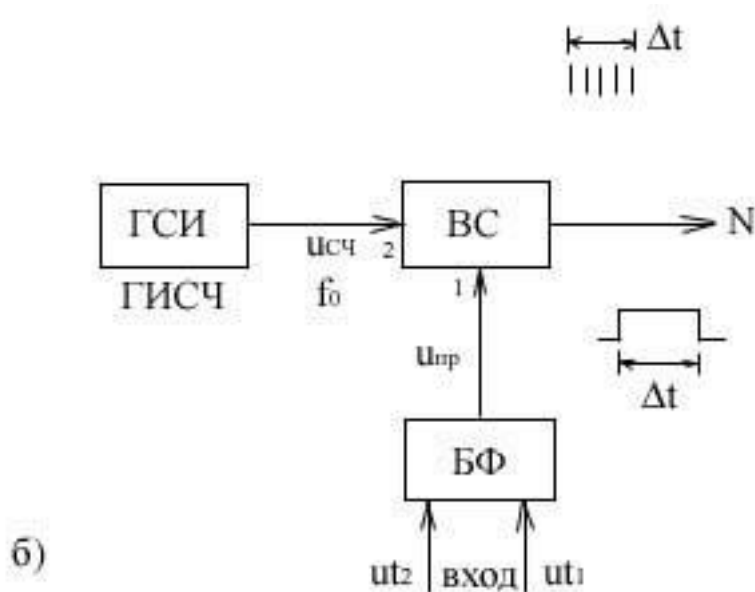 Δt
ГСИ
ВС
N
uсч 2
ГИСЧ
f0
1
uпр
Δt
БФ
б)
ut2 вход ut1